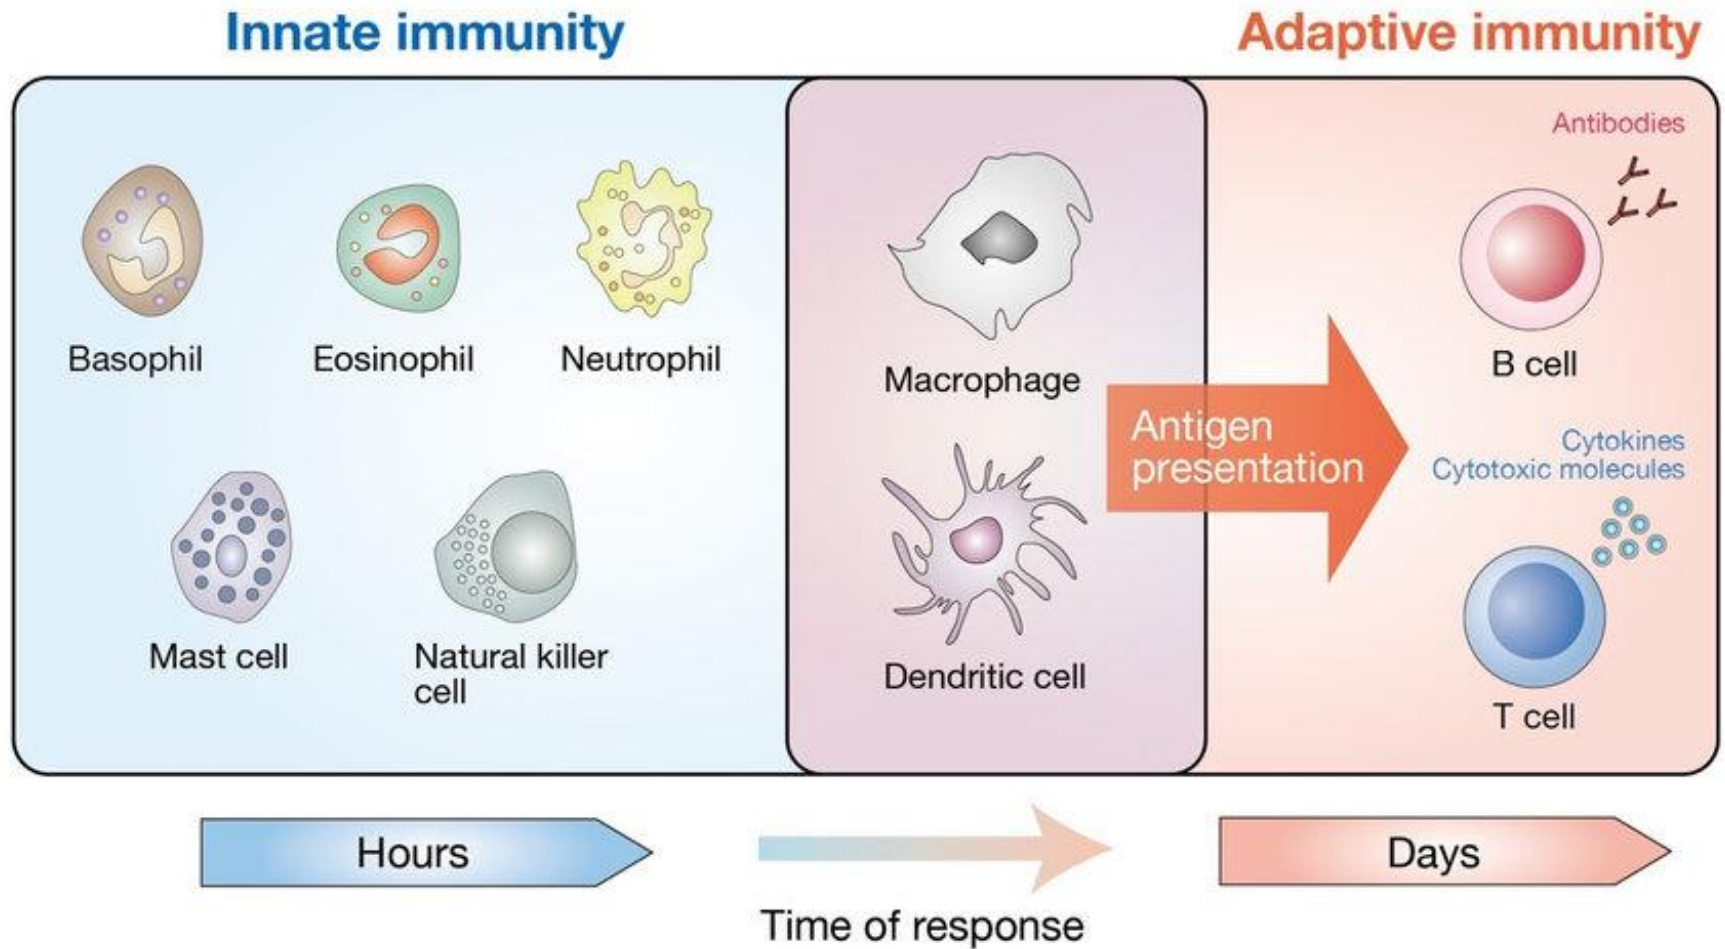 Innate immunity
Adaptive immunity
Antibodies
Basophil
Eosinophil
Neutrophil
Macrophage
B cell
Antigen
presentation
Cytokines
Cytotoxic molecules
Mast cell
Natural killer
cell
Dendritic cell
T cell
Hours
Days
Time of response